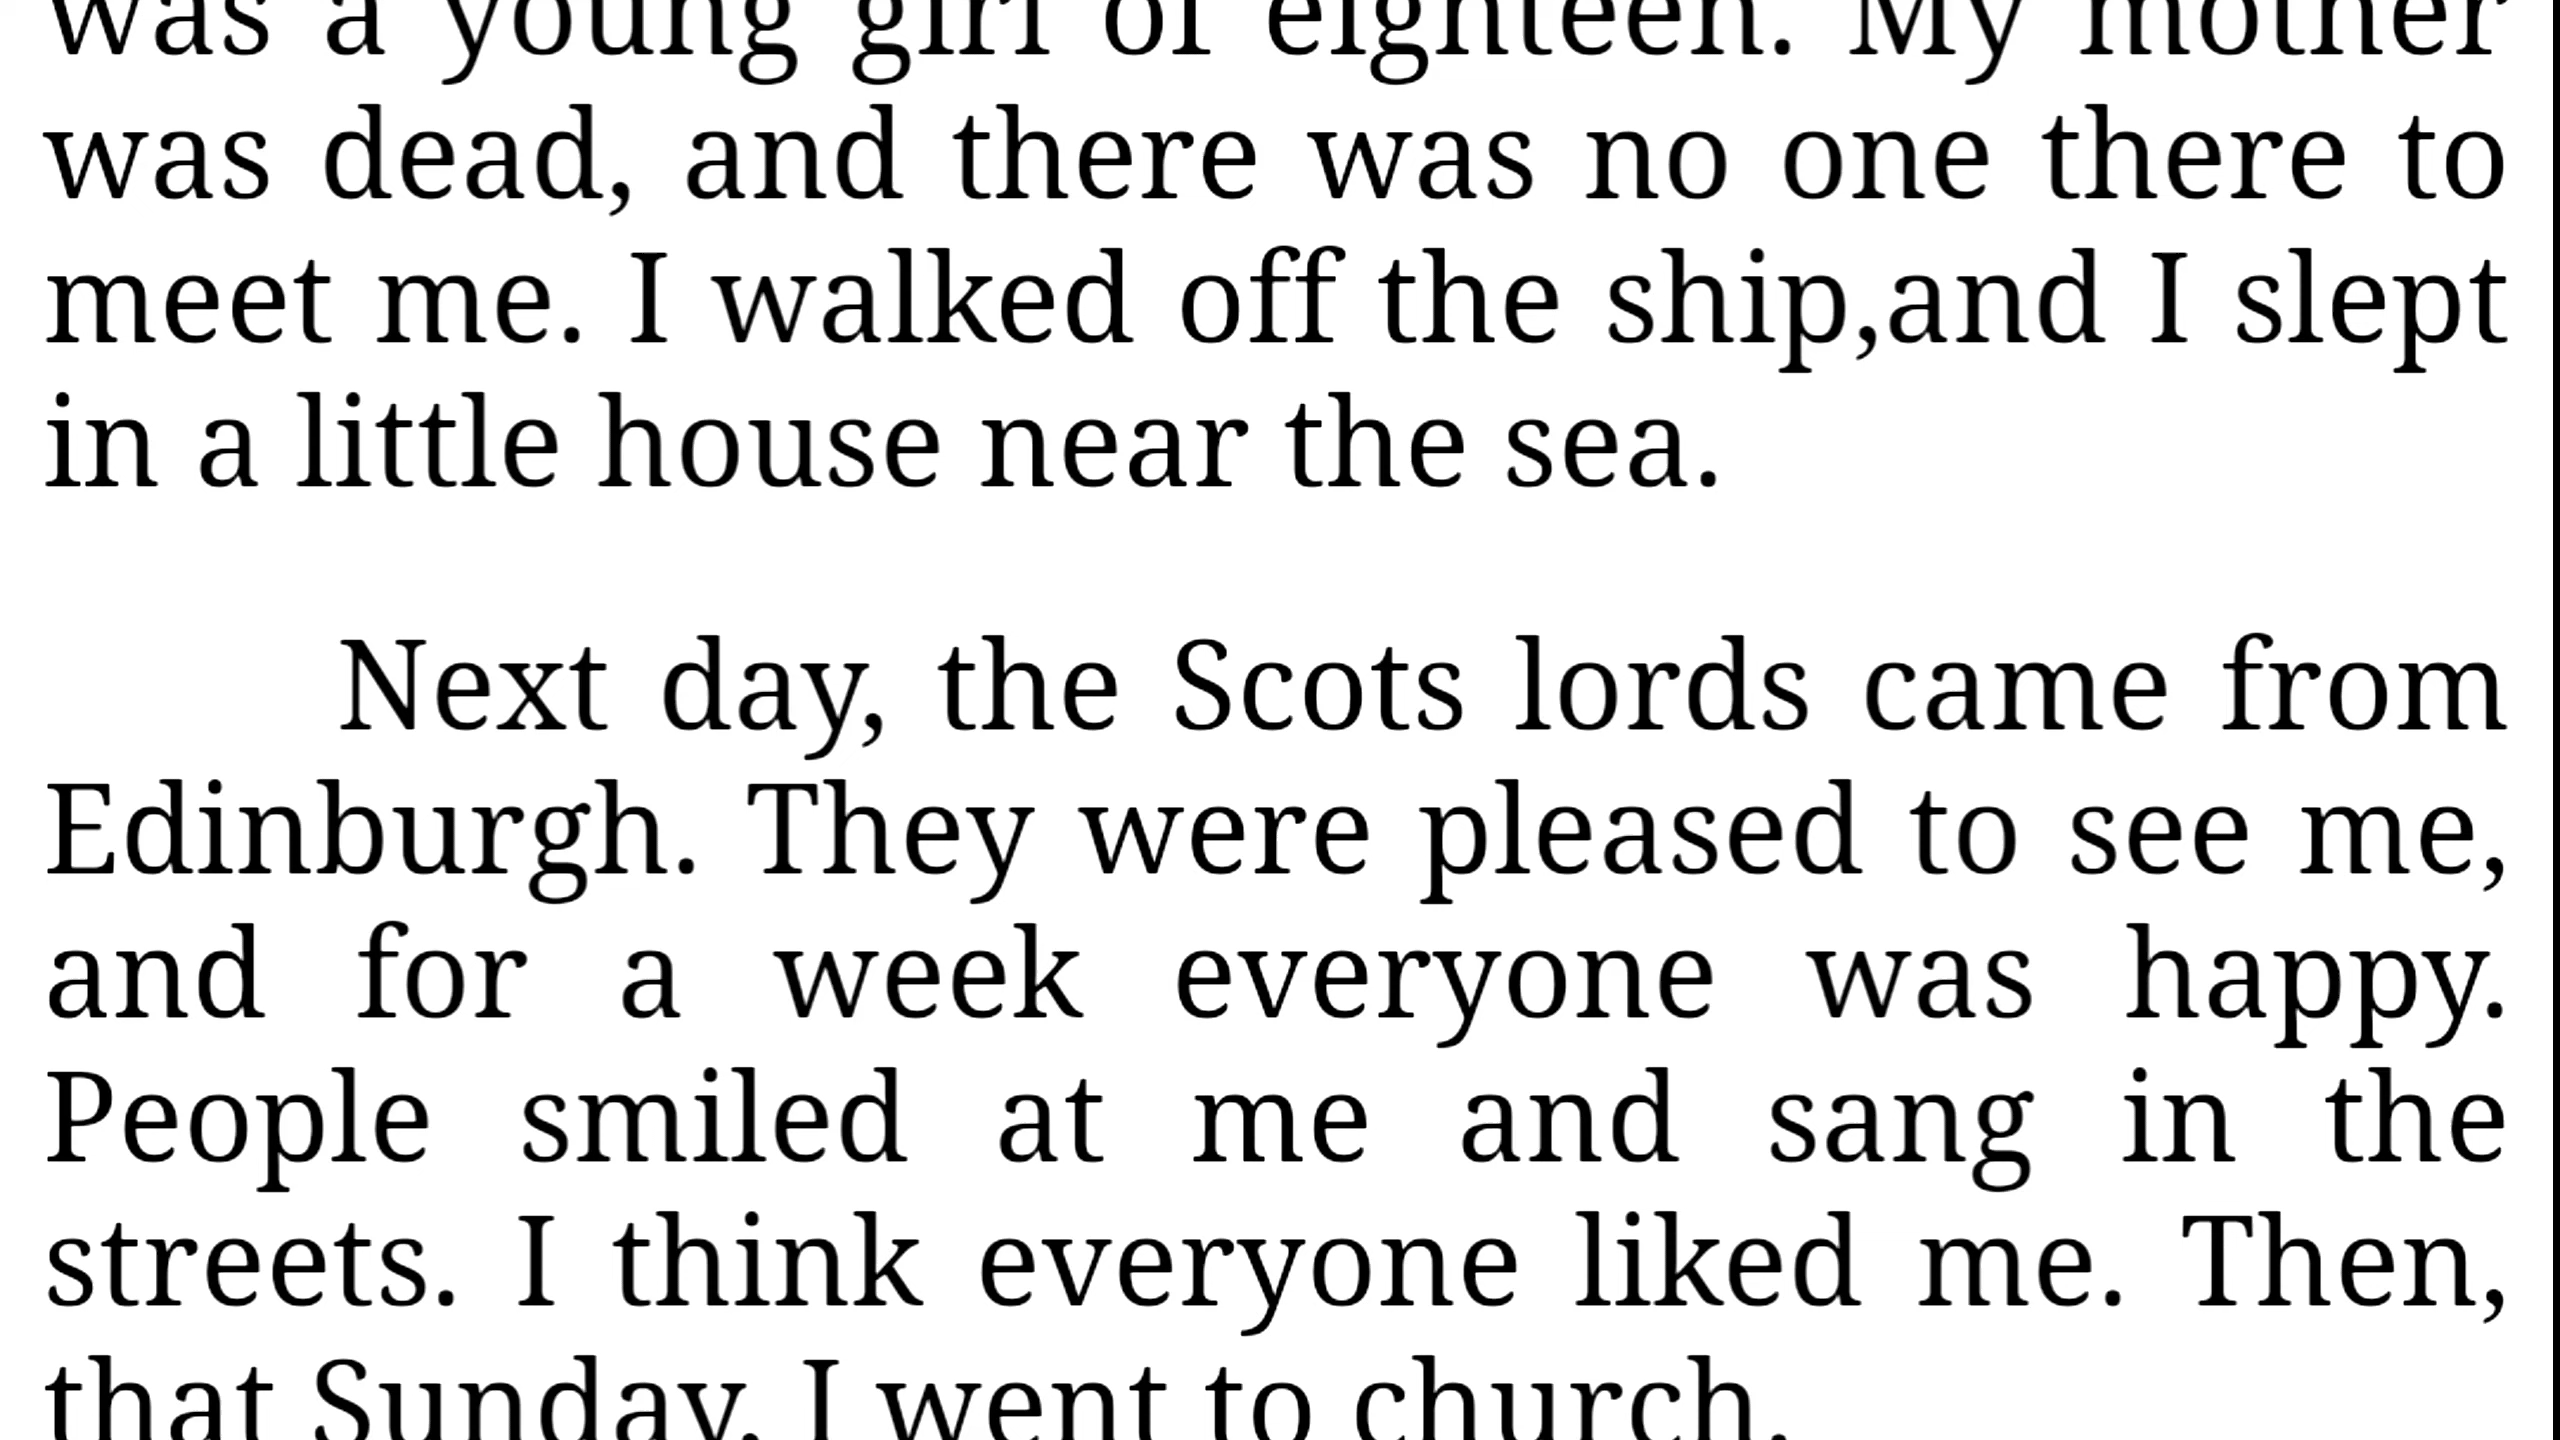 was a young girl of eighteen. My mother
was dead, and there was no one there to
meet me. I walked off the ship,and I slept
in a little house near the sea.
Next day, the Scots lords came from
Edinburgh. They were pleased to see me,
and for a week everyone was happy.
People smiled at me and sang in the
streets. I think everyone liked me. Then,
that Sunday, I went to church.